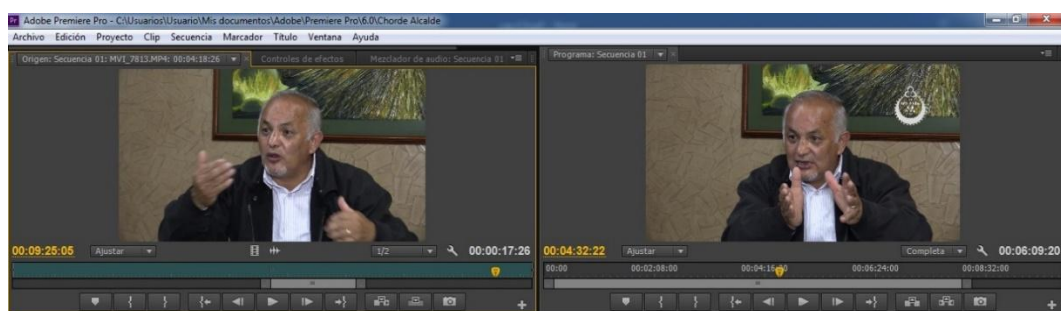 Adobe Premiere Pro - C:\Usuarios\Usuario\Mis documentos\Adobe\Premiere Pro\6.0\Chorde Alcalde
Archivo Edición Proyecto Clip Secuencia Marcador Título Ventana Ayuda
Origen: Secuencia 01: MVI_7813.MP4: 00:04:18:26
Controles de efectos
Mezclador de audio: Secuencia 01
Programa: Secuencia 01
00:09:25:05 Ajustar 1/2 00:00:17:26
00:04:32:22 Ajustar Completa 00:06:09:20
00:00 00:02:08:00 00:04:16:00 00:06:24:00 00:08:32:00